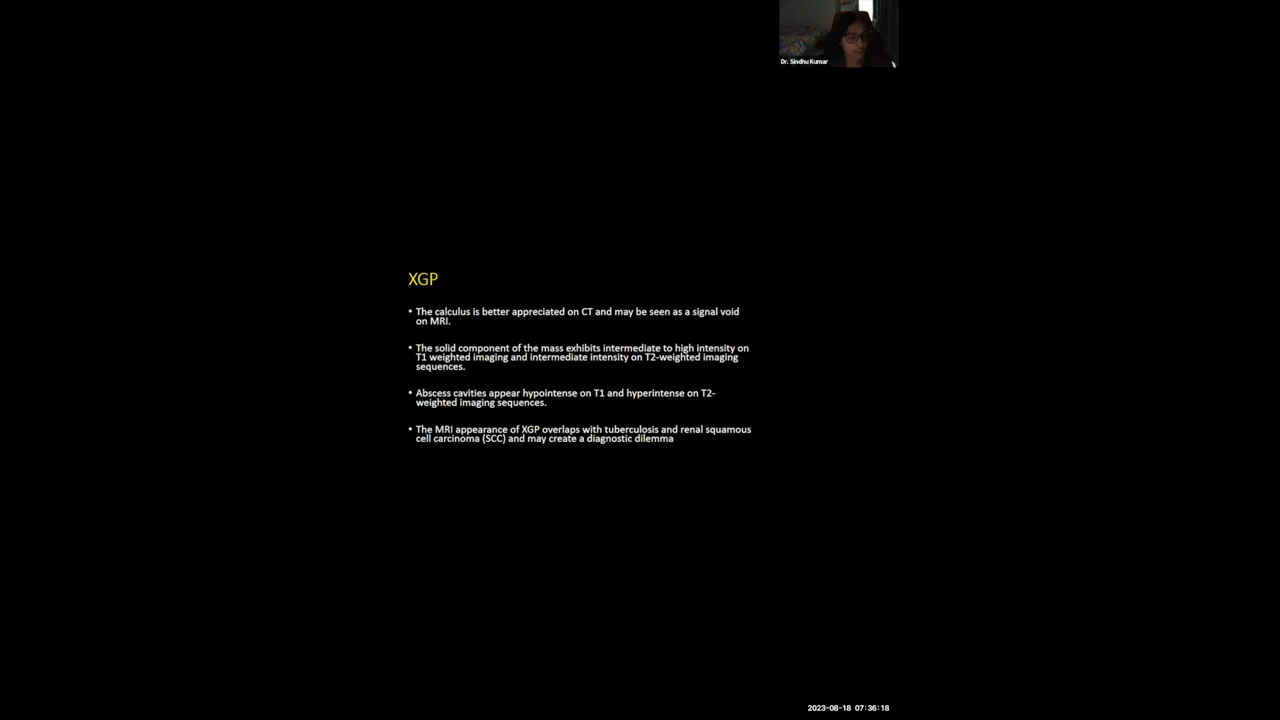 Dr. Sindhu Kumar
XGP
• The calculus is better appreciated on CT and may be seen as a signal void
on MRI.
• The solid component of the mass exhibits intermediate to high intensity on
T1 weighted imaging and intermediate intensity on T2-weighted imaging
sequences.
• Abscess cavities appear hypointense on T1 and hyperintense on T2-
weighted imaging sequences.
• The MRI appearance of XGP overlaps with tuberculosis and renal squamous
cell carcinoma (SCC) and may create a diagnostic dilemma
2023-08-18 07:36:18